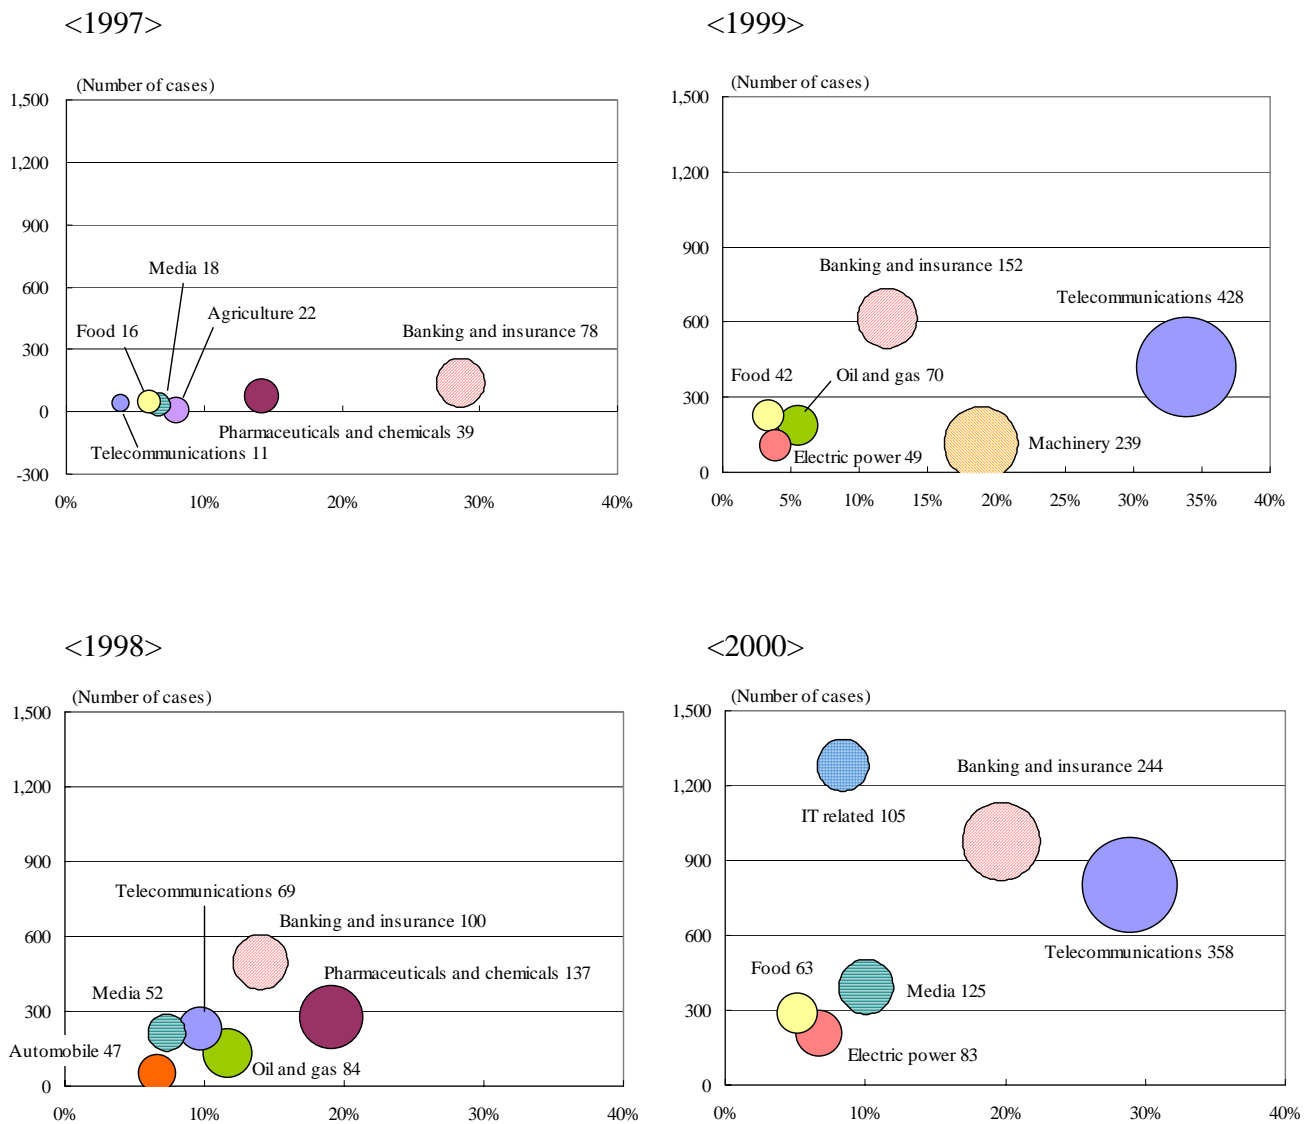 <1997>
(Number of cases)
1,500
1,200
900
600
300
0
-300
Media 18
Agriculture 22
Food 16
Banking and insurance 78
Pharmaceuticals and chemicals 39
Telecommunications 11
0%
10%
20%
30%
40%
<1999>
(Number of cases)
1,500
1,200
900
600
300
0
Banking and insurance 152
Telecommunications 428
Food 42
Oil and gas 70
Machinery 239
Electric power 49
0%
5%
10%
15%
20%
25%
30%
35%
40%
<1998>
(Number of cases)
1,500
1,200
900
600
300
0
Telecommunications 69
Banking and insurance 100
Pharmaceuticals and chemicals 137
Media 52
Automobile 47
Oil and gas 84
0%
10%
20%
30%
40%
<2000>
(Number of cases)
1,500
1,200
900
600
300
0
Banking and insurance 244
IT related 105
Telecommunications 358
Food 63
Media 125
Electric power 83
0%
10%
20%
30%
40%